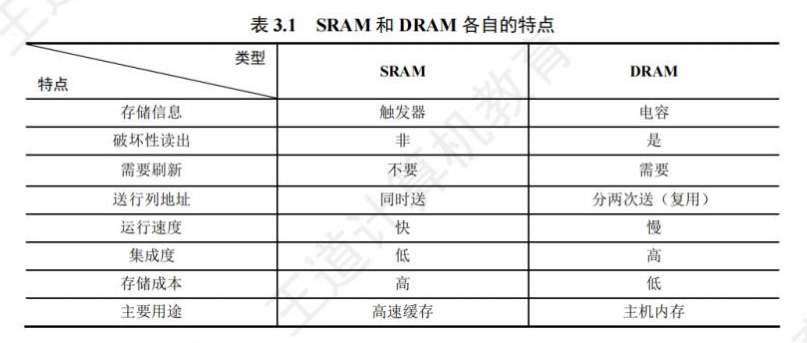 表 3.1 SRAM 和 DRAM 各自的特点
类型
特点
SRAM DRAM
存储信息 触发器 电容
破坏性读出 非 是
需要刷新 不要 需要
送行列地址 同时送 分两次送（复用）
运行速度 快 慢
集成度 低 高
存储成本 高 低
主要用途 高速缓存 主机内存
王道计算机教育